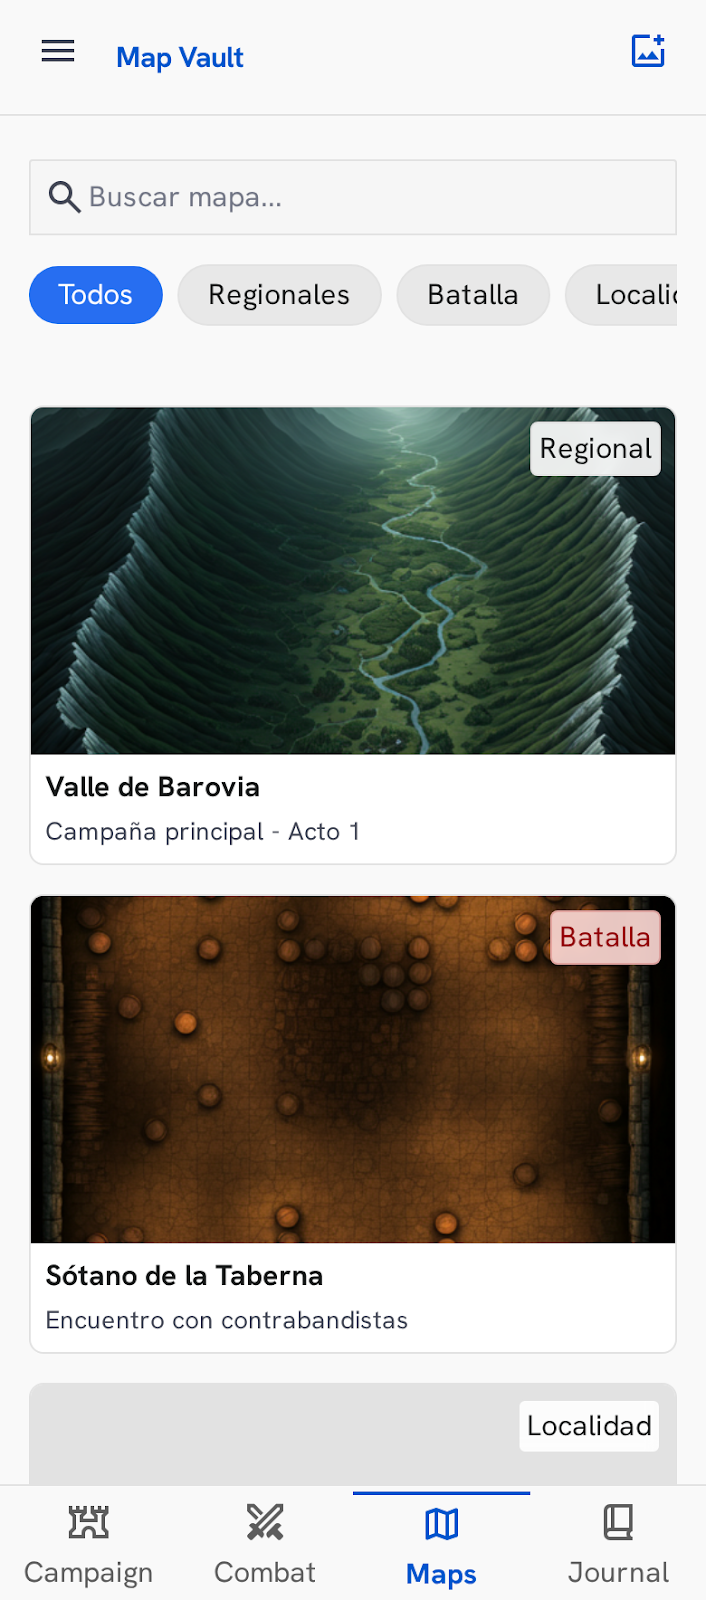 Map Vault
Buscar mapa...
Todos
Regionales
Batalla
Regional
Valle de Barovia
Campaña principal - Acto 1
Batalla
Sótano de la Taberna
Encuentro con contrabandistas
Localidad
Campaign
Combat
Maps
Journal